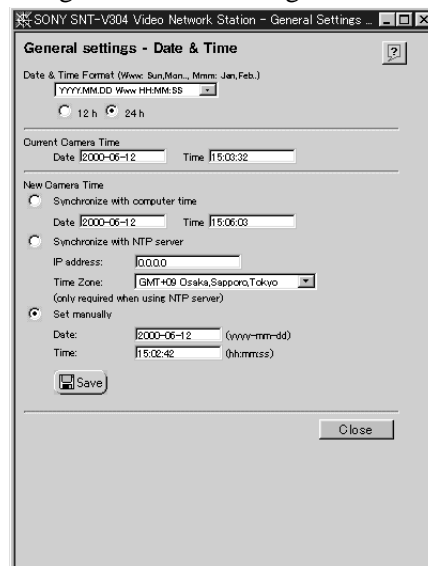 SONY SNT-V304 Video Network Station - General Settings ...
General settings - Date & Time
?
Date & Time Format (Www: Sun,Mon.., Mmm: Jan,Feb..)
YYYY.MM.DD Www HH:MM:SS
12 h 24 h
Current Camera Time
Date 2000-06-12 Time 15:03:32
New Camera Time
Synchronize with computer time
Date 2000-06-12 Time 15:06:03
Synchronize with NTP server
IP address: 0.0.0.0
Time Zone: GMT+09 Osaka,Sapporo,Tokyo
(only required when using NTP server)
Set manually
Date: 2000-06-12 (yyyy-mm-dd)
Time: 15:02:42 (hh:mm:ss)
Save
Close